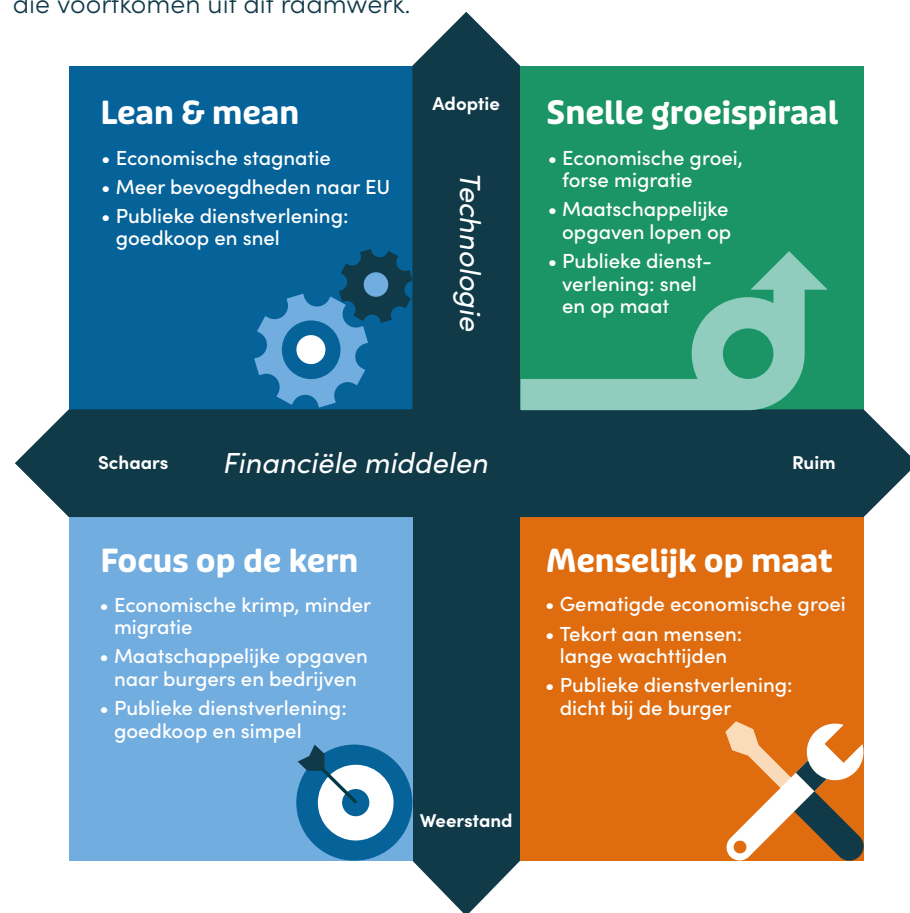 die voortkomen uit dit raamwerk.
Adoptie
Technologie
Lean & mean
• Economische stagnatie
• Meer bevoegdheden naar EU
• Publieke dienstverlening:
goedkoop en snel
Snelle groeispiraal
• Economische groei,
forse migratie
• Maatschappelijke
opgaven lopen op
• Publieke dienst-
verlening: snel
en op maat
Schaars
Financiële middelen
Ruim
Focus op de kern
• Economische krimp, minder
migratie
• Maatschappelijke opgaven
naar burgers en bedrijven
• Publieke dienstverlening:
goedkoop en simpel
Menselijk op maat
• Gematigde economische groei
• Tekort aan mensen:
lange wachttijden
• Publieke dienstverlening:
dicht bij de burger
Weerstand